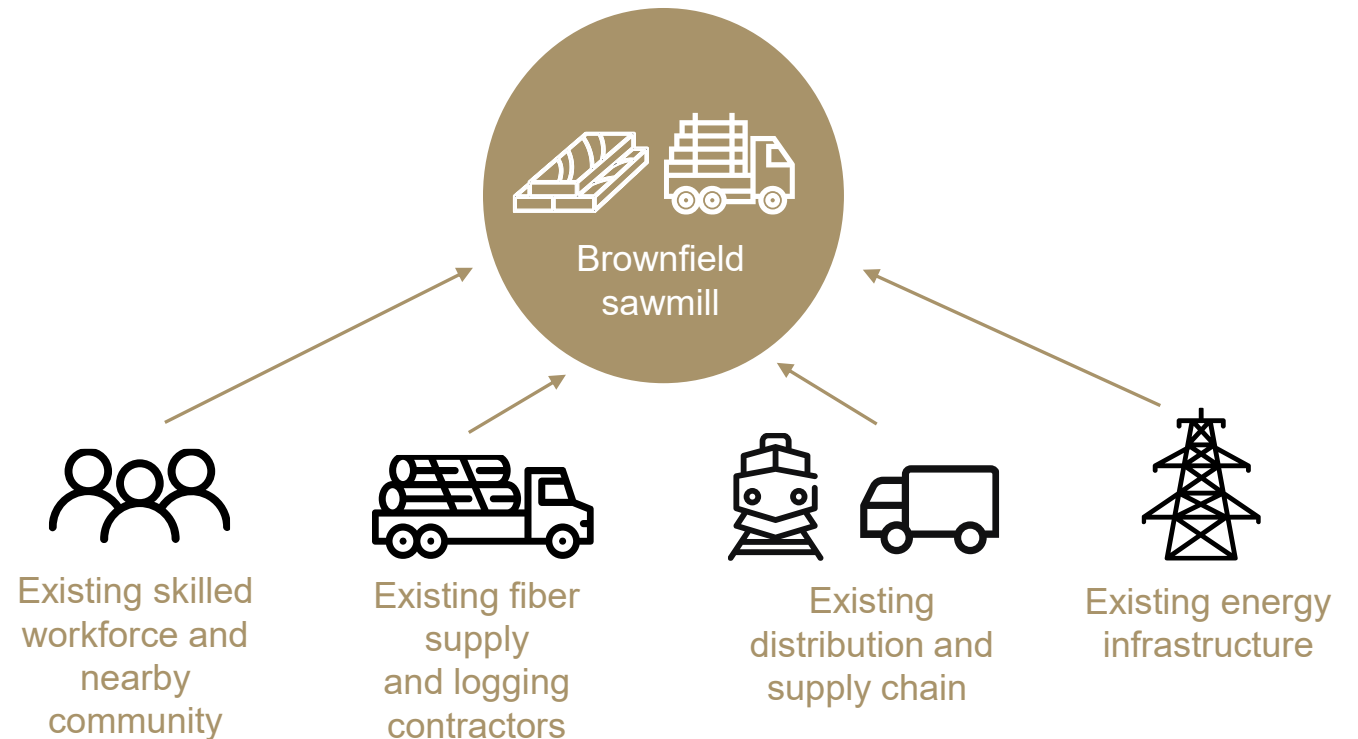 Brownfield
sawmill
Existing skilled
workforce and
nearby
community
Existing fiber
supply
and logging
contractors
Existing
distribution and
supply chain
Existing energy
infrastructure